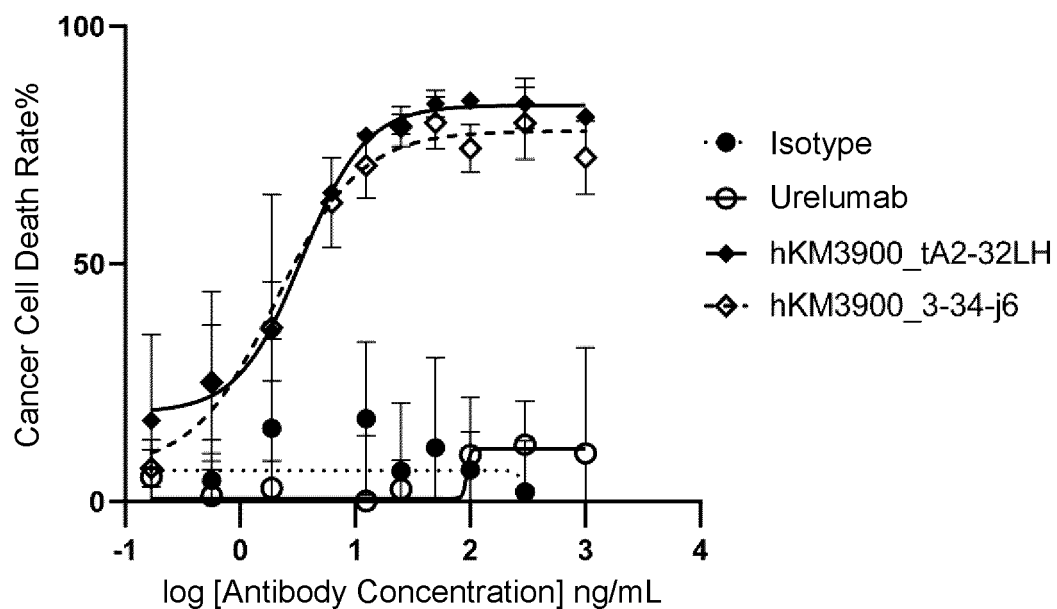 Cancer Cell Death Rate%
100
50
0
-1 0 1 2 3 4
log [Antibody Concentration] ng/mL
Isotype
Urelumab
hKM3900_tA2-32LH
hKM3900_3-34-j6